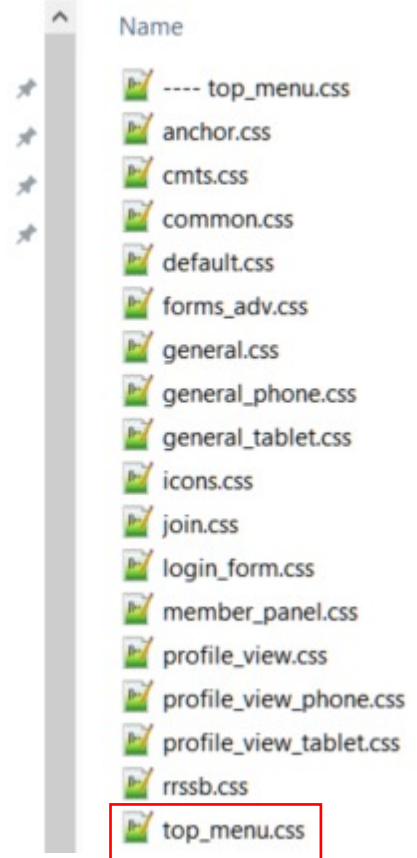 Name
---- top_menu.css
anchor.css
cmts.css
common.css
default.css
forms_adv.css
general.css
general_phone.css
general_tablet.css
icons.css
join.css
login_form.css
member_panel.css
profile_view.css
profile_view_phone.css
profile_view_tablet.css
rrssb.css
top_menu.css